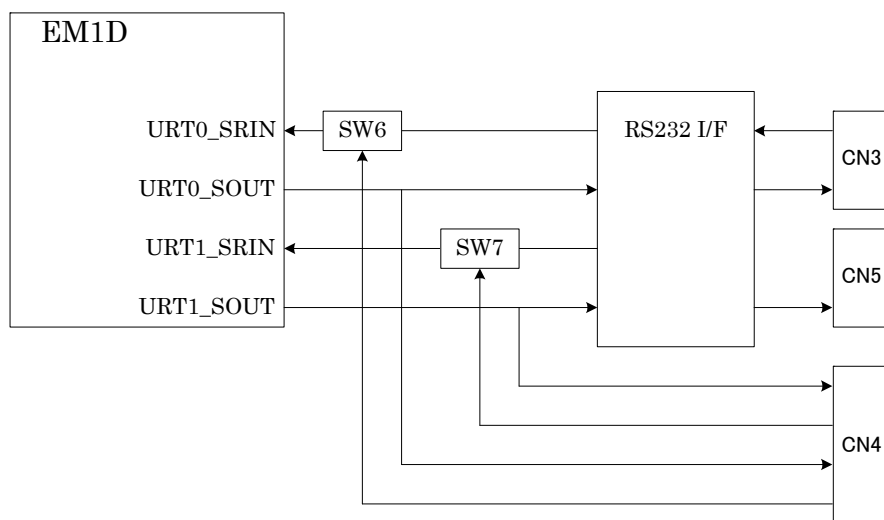 EM1D
URT0_SRIN
SW6
RS232 I/F
CN3
URT0_SOUT
URT1_SRIN
SW7
CN5
URT1_SOUT
CN4